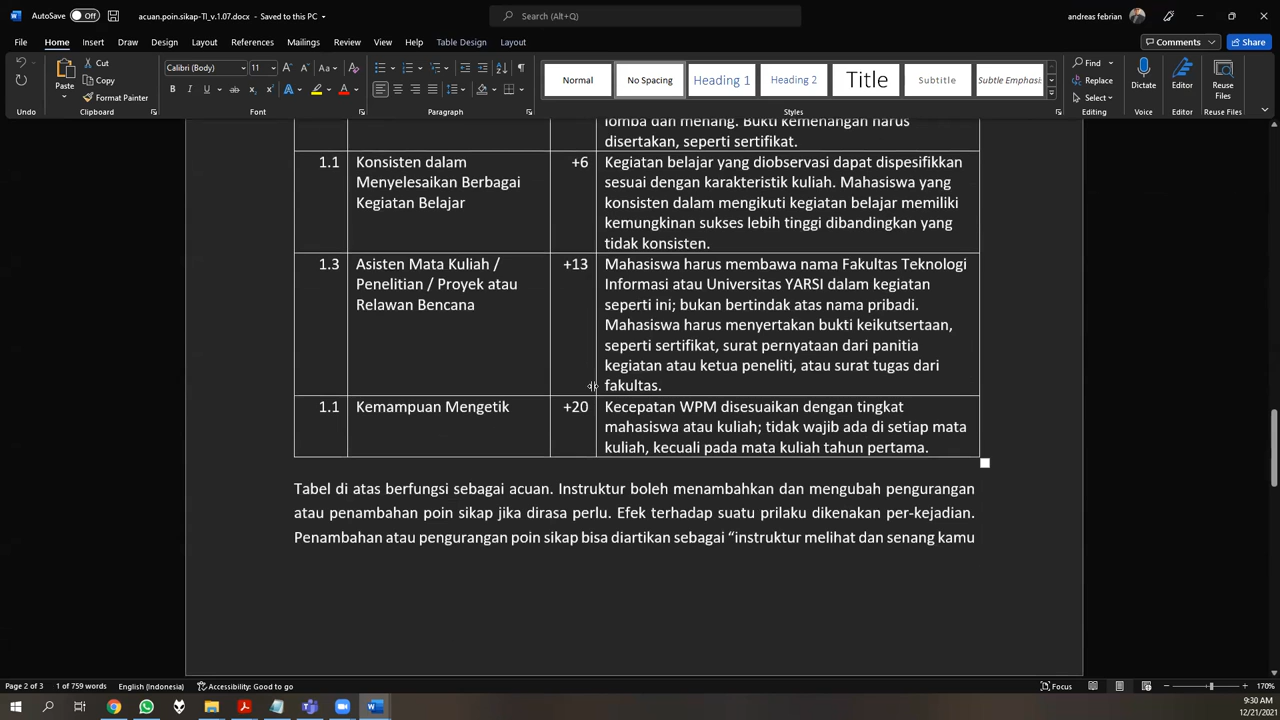 AutoSave Off acuan.poin.sikap-TI_v.1.07.docx - Saved to this PC Search (Alt+Q) andreas febrian
File Home Insert Draw Design Layout References Mailings Review View Help Table Design Layout Comments Share
Paste Cut Copy Format Painter
Calibri (Body) 11
Normal No Spacing Heading 1 Heading 2 Title Subtitle Subtle Emphasis
Find Replace Select Dictate Editor Reuse Files
Undo Clipboard Font Paragraph Styles Editing Voice Editor Reuse Files
lomba dan menang. Bukti kemenangan harus
disertakan, seperti sertifikat.
1.1 Konsisten dalam +6 Kegiatan belajar yang diobservasi dapat dispesifikkan
Menyelesaikan Berbagai sesuai dengan karakteristik kuliah. Mahasiswa yang
Kegiatan Belajar konsisten dalam mengikuti kegiatan belajar memiliki
kemungkinan sukses lebih tinggi dibandingkan yang
tidak konsisten.
1.3 Asisten Mata Kuliah / +13 Mahasiswa harus membawa nama Fakultas Teknologi
Penelitian / Proyek atau Informasi atau Universitas YARSI dalam kegiatan
Relawan Bencana seperti ini; bukan bertindak atas nama pribadi.
Mahasiswa harus menyertakan bukti keikutsertaan,
seperti sertifikat, surat pernyataan dari panitia
kegiatan atau ketua peneliti, atau surat tugas dari
fakultas.
1.1 Kemampuan Mengetik +20 Kecepatan WPM disesuaikan dengan tingkat
mahasiswa atau kuliah; tidak wajib ada di setiap mata
kuliah, kecuali pada mata kuliah tahun pertama.
Tabel di atas berfungsi sebagai acuan. Instruktur boleh menambahkan dan mengubah pengurangan
atau penambahan poin sikap jika dirasa perlu. Efek terhadap suatu prilaku dikenakan per-kejadian.
Penambahan atau pengurangan poin sikap bisa diartikan sebagai “instruktur melihat dan senang kamu
Page 2 of 3 1 of 759 words English (Indonesia) Accessibility: Good to go Focus 170%
9:30 AM
12/21/2021